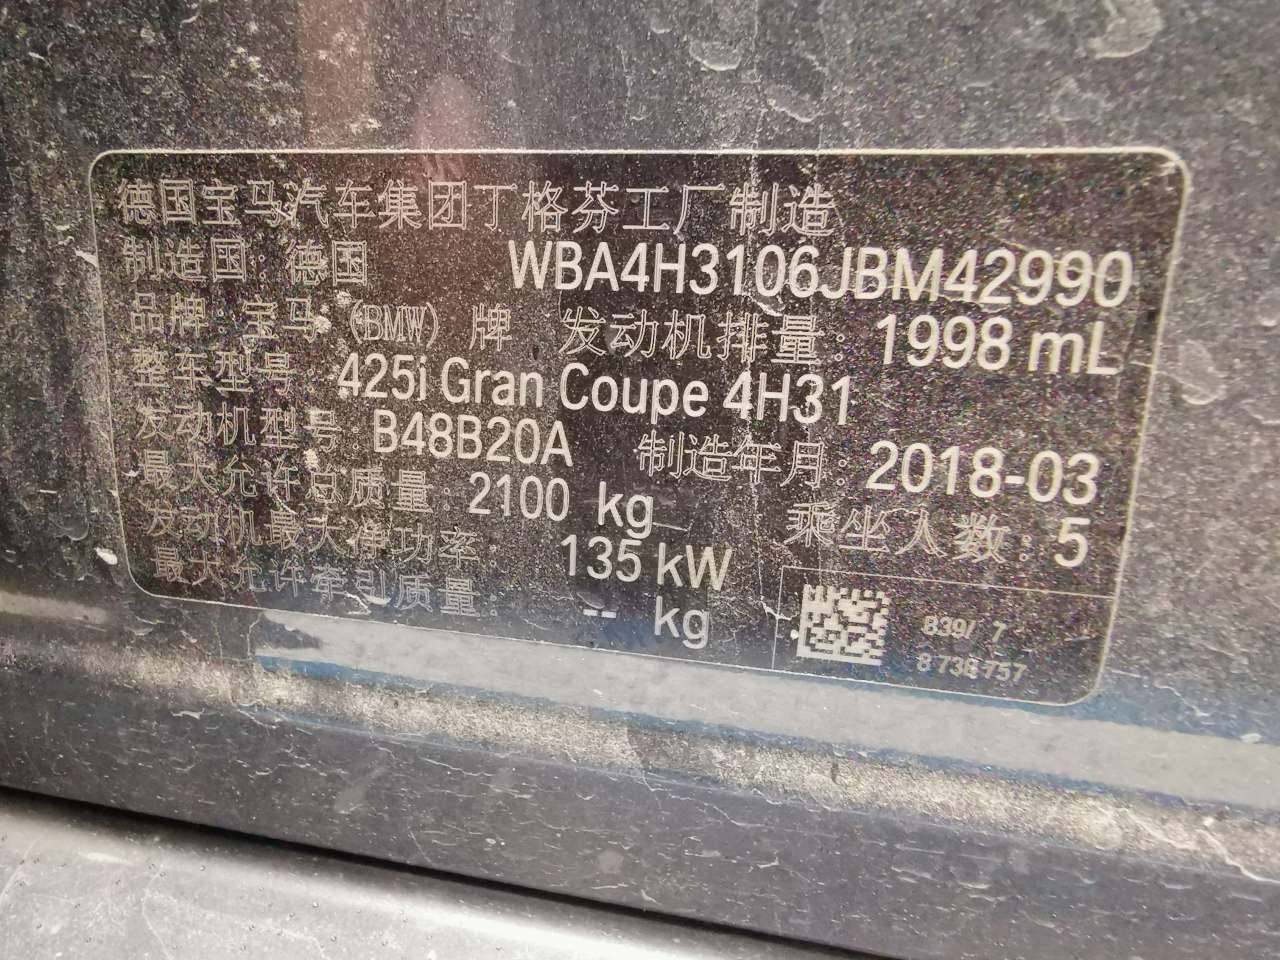 德国宝马汽车集团丁格芬工厂制造
制造国：德国 WBA4H3106JBM42990
品牌：宝马 (BMW) 牌 发动机排量：1998 mL
整车型号：425i Gran Coupe 4H31
发动机型号 B48B20A 制造年月：2018-03
最大允许总质量：2100 kg 乘坐人数：5
发动机最大净功率：135 kW
最大允许牵引质量：-- kg
B39/ 7
8 738 757